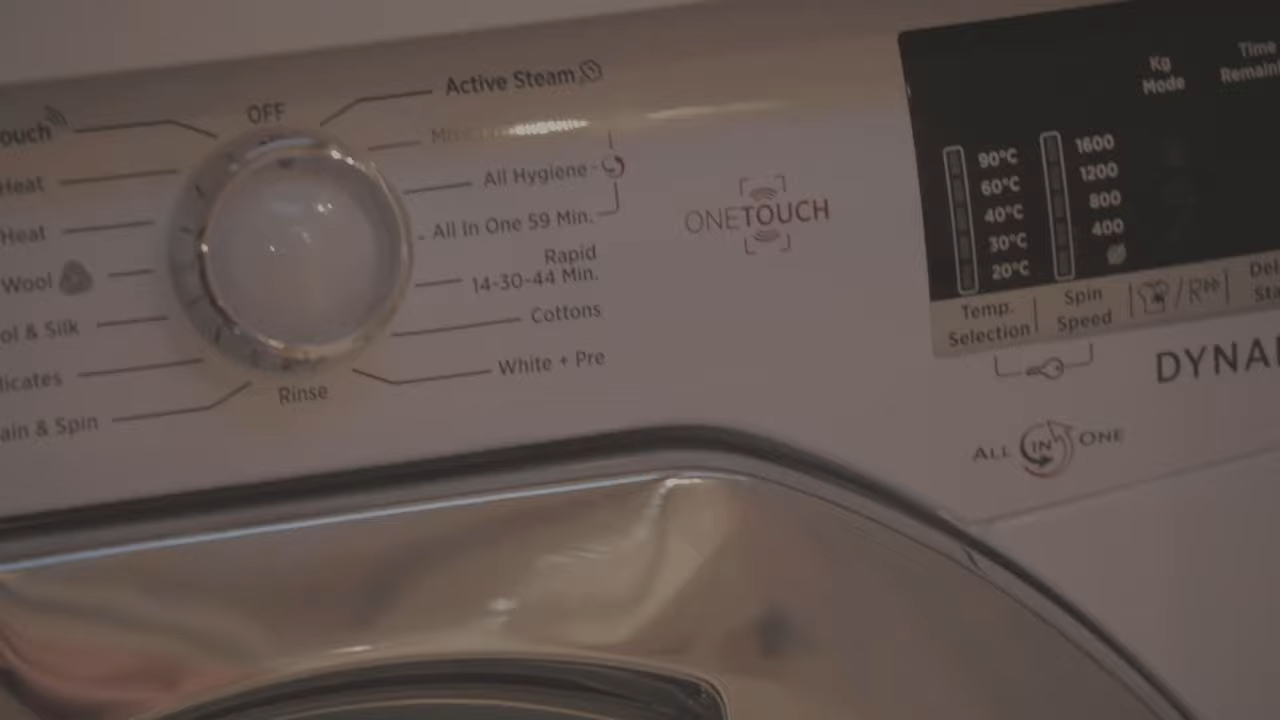 OFF
ouch
Heat
Heat
Wool
ol & Silk
licates
ain & Spin
Rinse
Active Steam
All Hygiene
All In One 59 Min.
Rapid
14-30-44 Min.
Cottons
White + Pre
ONETOUCH
Kg
Mode
Time
Remain
90°C
60°C
40°C
30°C
20°C
1600
1200
800
400
Temp.
Selection
Spin
Speed
Del
Sta
DYNA
ALL IN ONE